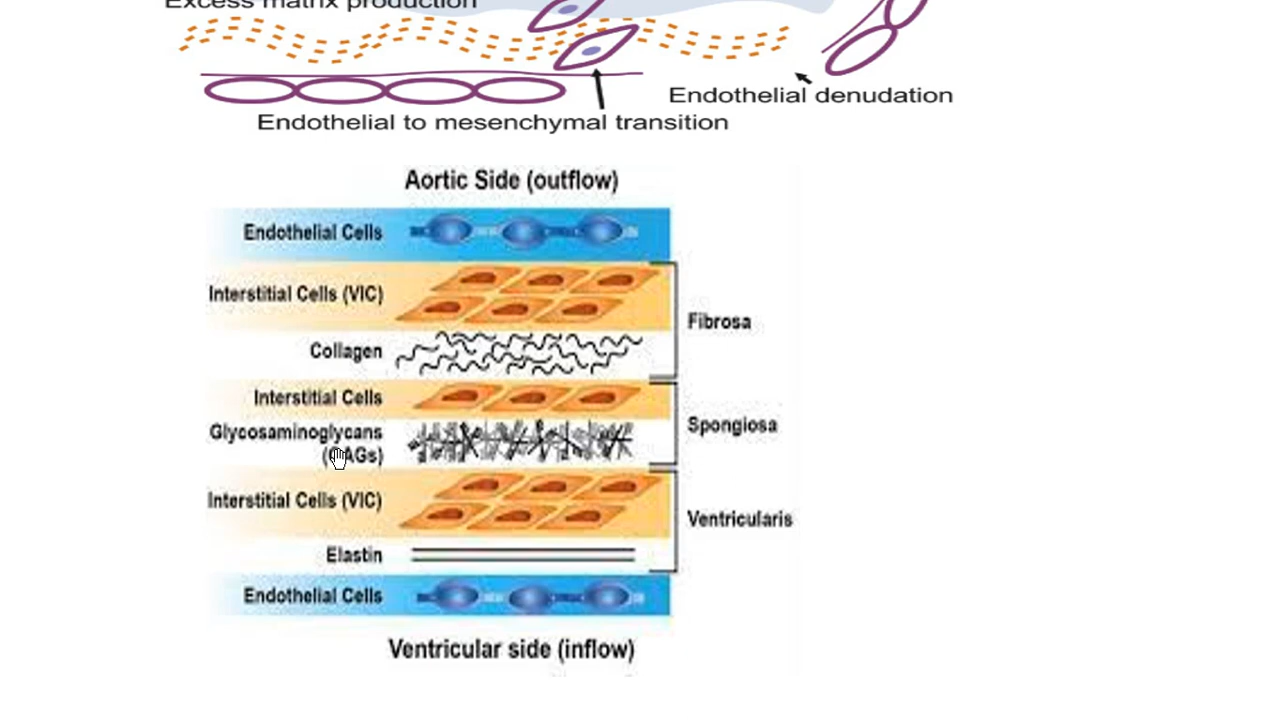 Excess matrix production
Endothelial denudation
Endothelial to mesenchymal transition
Aortic Side (outflow)
Endothelial Cells
Interstitial Cells (VIC)
Fibrosa
Collagen
Interstitial Cells
Glycosaminoglycans
(GAGs)
Spongiosa
Interstitial Cells (VIC)
Ventricularis
Elastin
Endothelial Cells
Ventricular side (inflow)